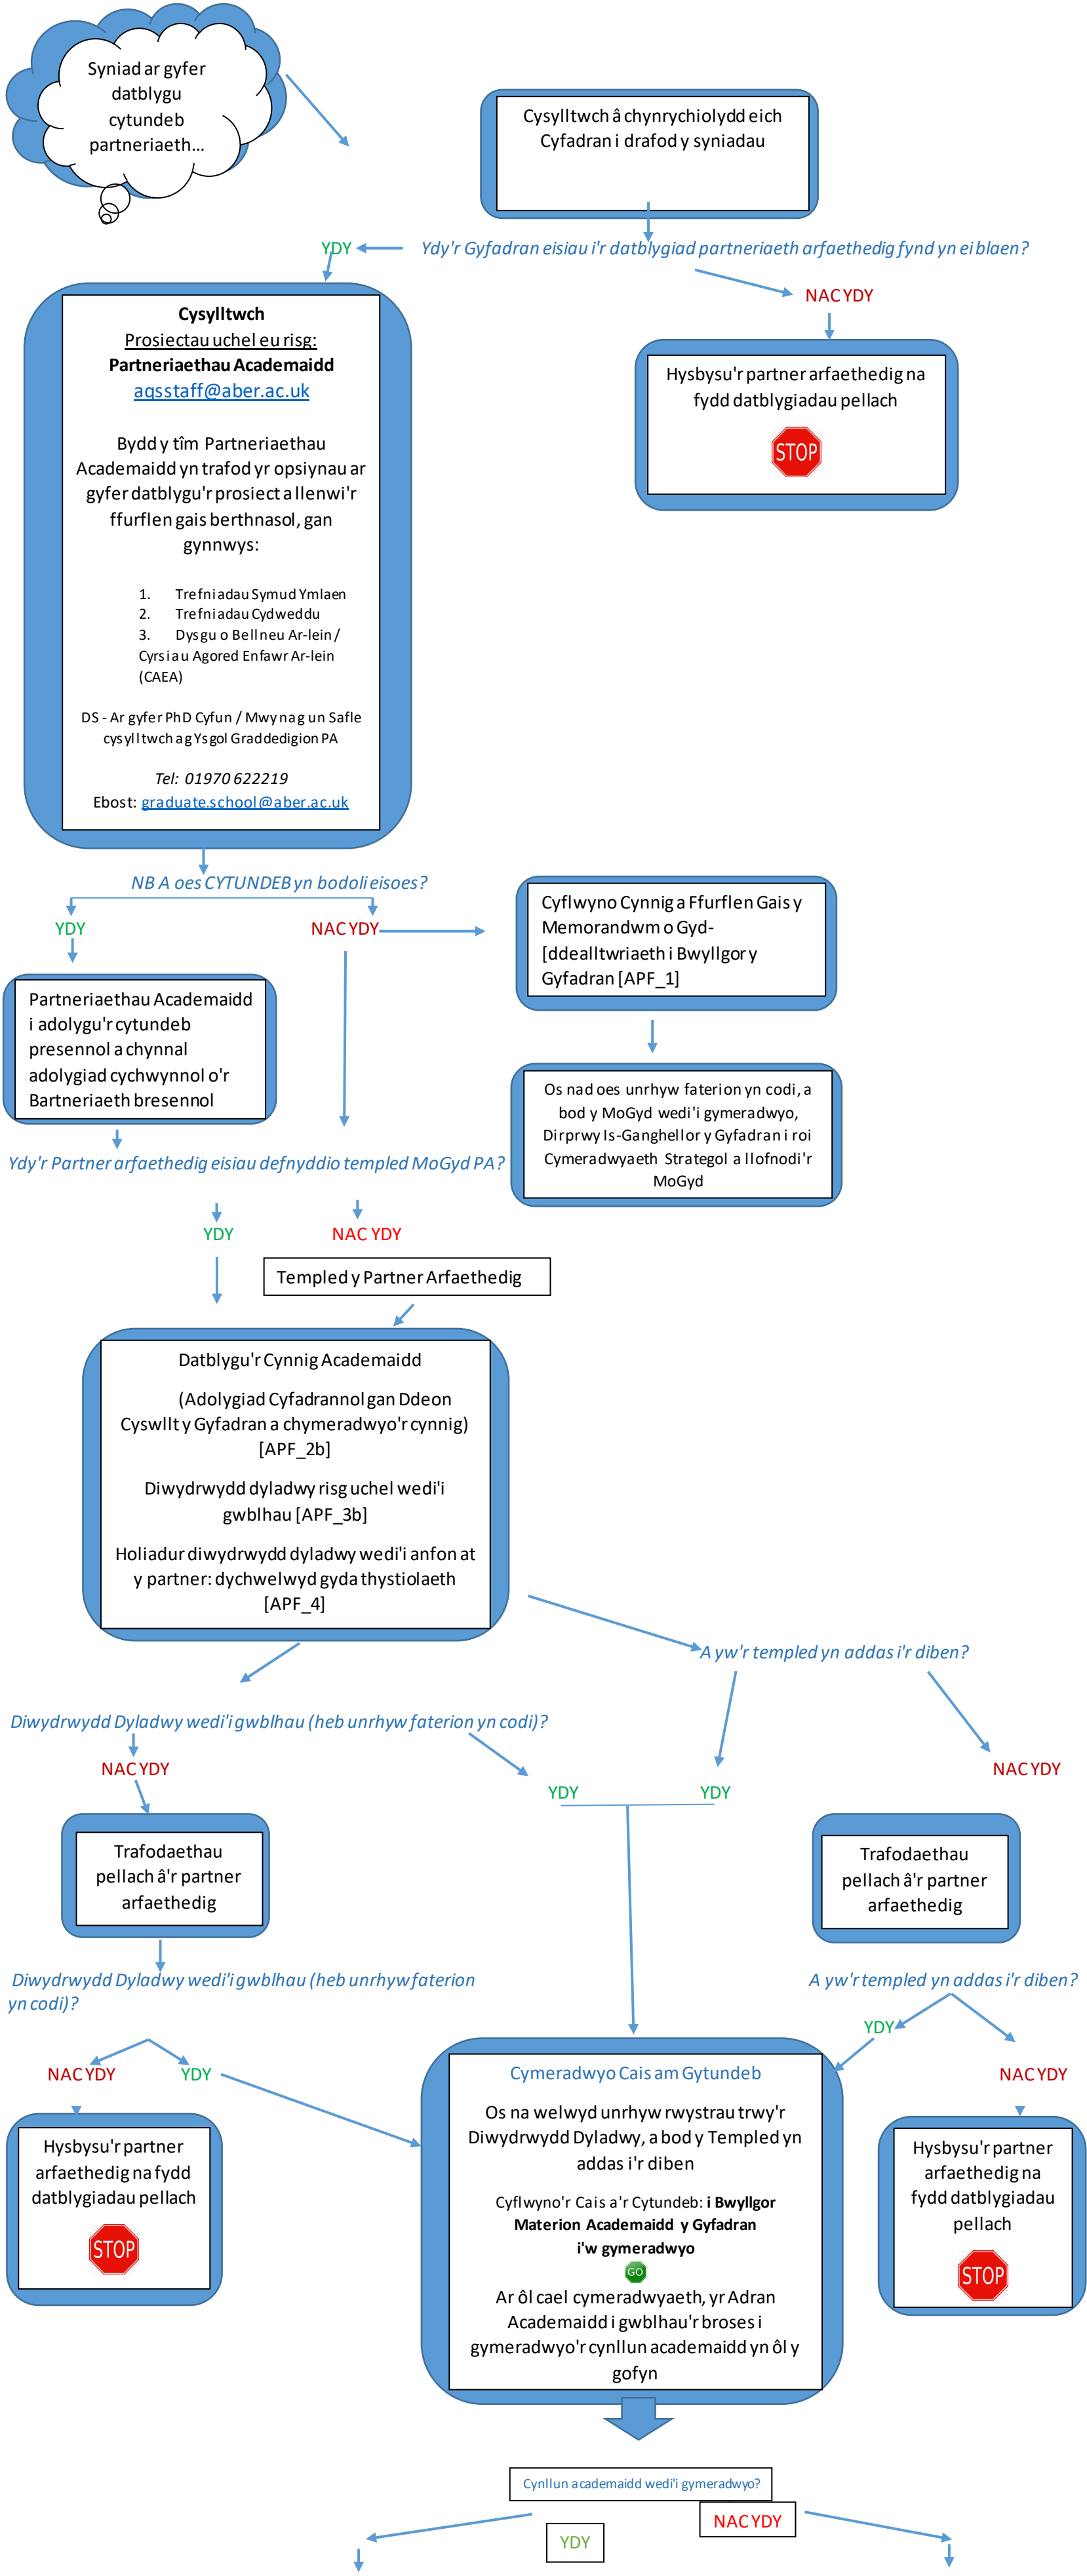 Syniad ar gyfer
datblygu
cytundeb
partneriaeth...
Cysylltwch â chynrychiolydd eich
Cyfadran i drafod y syniadau
YDY
Ydy'r Gyfadran eisiau i'r datblygiad partneriaeth arfaethedig fynd yn ei blaen?
NAC YDY
Hysbysu'r partner arfaethedig na
fydd datblygiadau pellach
STOP
Cysylltwch
Prosiectau uchel eu risg:
Partneriaethau Academaidd
aqsstaff@aber.ac.uk
Bydd y tîm Partneriaethau
Academaidd yn trafod yr opsiynau ar
gyfer datblygu'r prosiect a llenwi'r
ffurflen gais berthnasol, gan
gynnwys:
1. Trefniadau Symud Ymlaen
2. Trefniadau Cydweddu
3. Dysgu o Bell neu Ar-lein /
Cyrsiau Agored Enfawr Ar-lein
(CAEA)
DS - Ar gyfer PhD Cyfun / Mwy nag un Safle
cysylltwch ag Ysgol Graddedigion PA
Tel: 01970 622219
Ebost: graduate.school@aber.ac.uk
NB A oes CYTUNDEB yn bodoli eisoes?
YDY
NAC YDY
Cyflwyno Cynnig a Ffurflen Gais y
Memorandwm o Gyd-
[ddealltwriaeth i Bwyllgor y
Gyfadran [APF_1]
Partneriaethau Academaidd
i adolygu'r cytundeb
presennol a chynnal
adolygiad cychwynnol o'r
Bartneriaeth bresennol
Os nad oes unrhyw faterion yn codi, a
bod y MoGyd wedi'i gymeradwyo,
Dirprwy Is-Ganghellor y Gyfadran i roi
Cymeradwyaeth Strategol a llofnodi'r
MoGyd
Ydy'r Partner arfaethedig eisiau defnyddio templed MoGyd PA?
YDY
NAC YDY
Templed y Partner Arfaethedig
Datblygu'r Cynnig Academaidd
(Adolygiad Cyfadrannol gan Ddeon
Cyswllt y Gyfadran a chymeradwyo'r cynnig)
[APF_2b]
Diwydrwydd dyladwy risg uchel wedi'i
gwblhau [APF_3b]
Holiadur diwydrwydd dyladwy wedi'i anfon at
y partner: dychwelwyd gyda thystiolaeth
[APF_4]
A yw'r templed yn addas i'r diben?
Diwydrwydd Dyladwy wedi'i gwblhau (heb unrhyw faterion yn codi)?
NAC YDY
NAC YDY
YDY
YDY
Trafodaethau
pellach â'r partner
arfaethedig
Trafodaethau
pellach â'r partner
arfaethedig
Diwydrwydd Dyladwy wedi'i gwblhau (heb unrhyw faterion
yn codi)?
A yw'r templed yn addas i'r diben?
YDY
NAC YDY
YDY
NAC YDY
Hysbysu'r partner
arfaethedig na fydd
datblygiadau pellach
STOP
Cymeradwyo Cais am Gytundeb
Os na welwyd unrhyw rwystrau trwy'r
Diwydrwydd Dyladwy, a bod y Templed yn
addas i'r diben
Cyflwyno'r Cais a'r Cytundeb: i Bwyllgor
Materion Academaidd y Gyfadran
i'w gymeradwyo
GO
Ar ôl cael cymeradwyaeth, yr Adran
Academaidd i gwblhau'r broses i
gymeradwyo'r cynllun academaidd yn ôl y
gofyn
Hysbysu'r partner
arfaethedig na
fydd datblygiadau
pellach
STOP
Cynllun academaidd wedi'i gymeradwyo?
NAC YDY
YDY